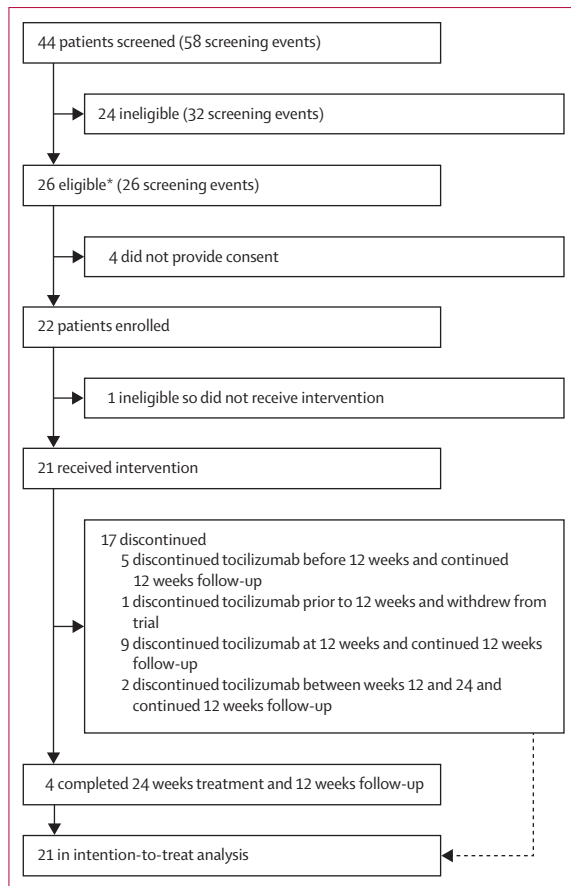 44 patients screened (58 screening events)
24 ineligible (32 screening events)
26 eligible* (26 screening events)
4 did not provide consent
22 patients enrolled
1 ineligible so did not receive intervention
21 received intervention
17 discontinued
5 discontinued tocilizumab before 12 weeks and continued
12 weeks follow-up
1 discontinued tocilizumab prior to 12 weeks and withdrew from
trial
9 discontinued tocilizumab at 12 weeks and continued 12 weeks
follow-up
2 discontinued tocilizumab between weeks 12 and 24 and
continued 12 weeks follow-up
4 completed 24 weeks treatment and 12 weeks follow-up
21 in intention-to-treat analysis